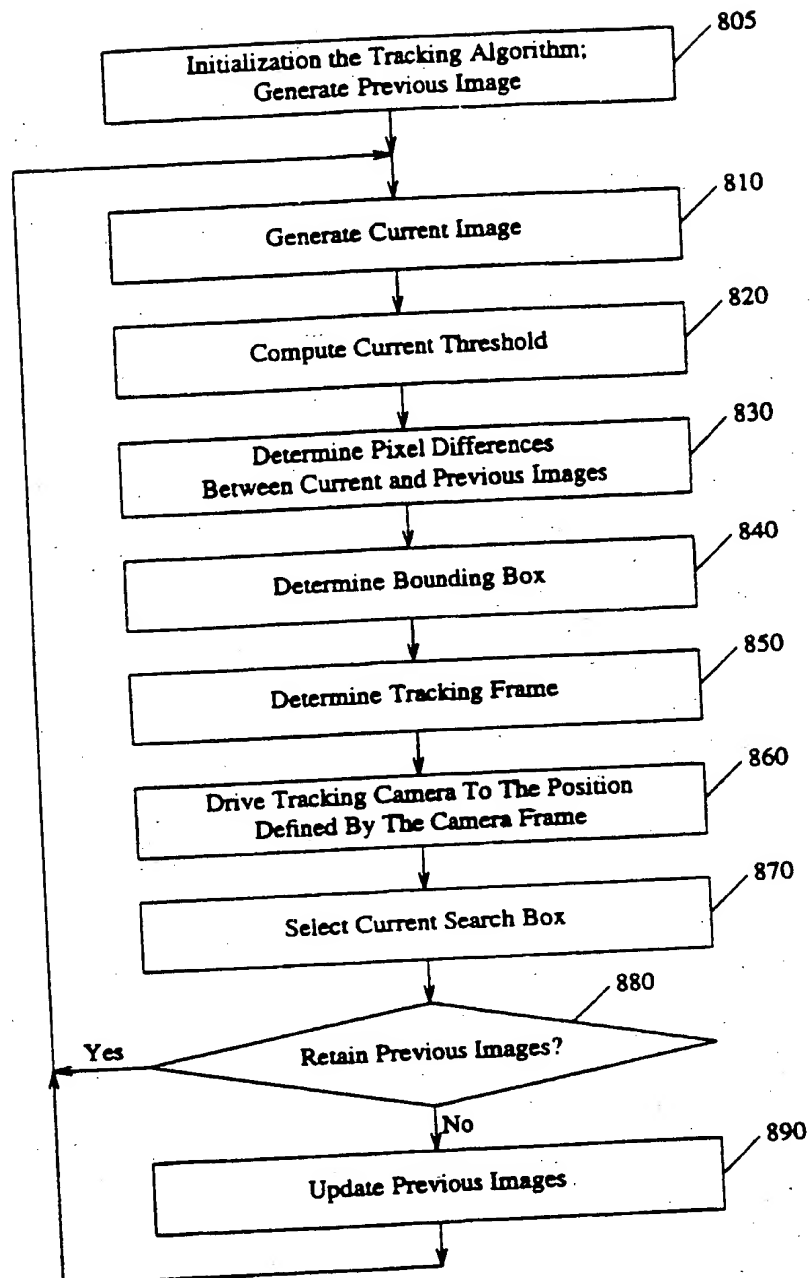 805
Initialization the Tracking Algorithm;
Generate Previous Image
810
Generate Current Image
820
Compute Current Threshold
830
Determine Pixel Differences
Between Current and Previous Images
840
Determine Bounding Box
850
Determine Tracking Frame
860
Drive Tracking Camera To The Position
Defined By The Camera Frame
870
Select Current Search Box
880
Yes
Retain Previous Images?
No
890
Update Previous Images